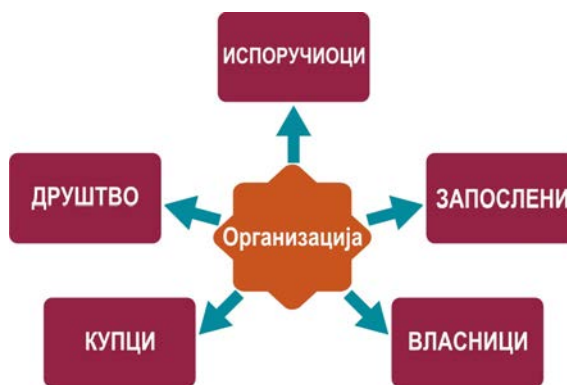 ИСПОРУЧИОЦИ
ДРУШТВО
ЗАПОСЛЕНИ
Организација
КУПЦИ
ВЛАСНИЦИ